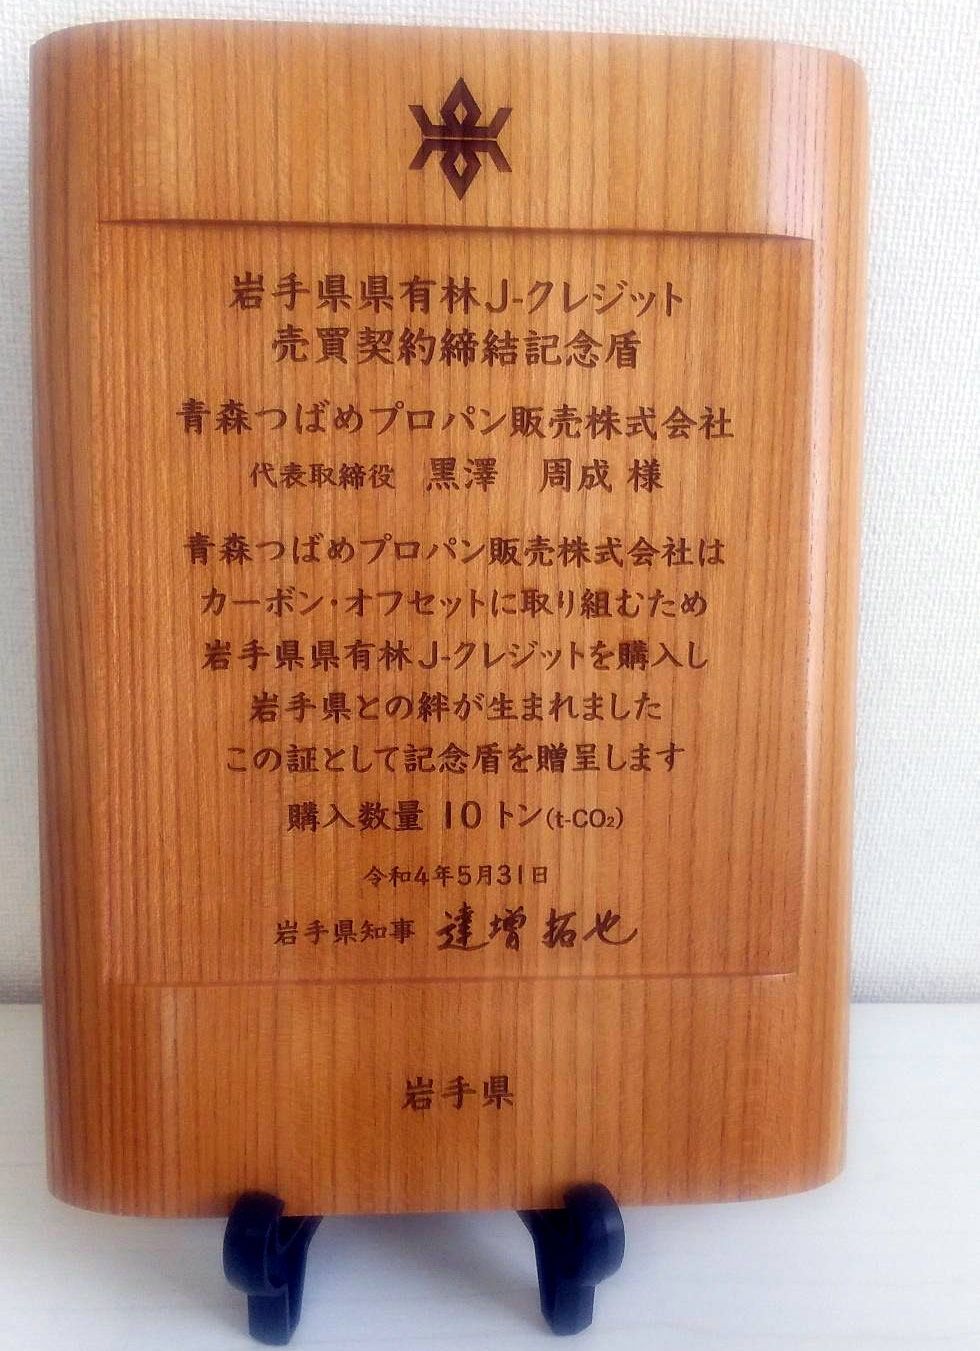 岩手県県有林J-クレジット
売買契約締結記念盾
青森つばめプロパン販売株式会社
代表取締役 黒澤 周成 様
青森つばめプロパン販売株式会社は
カーボン・オフセットに取り組むため
岩手県県有林J-クレジットを購入し
岩手県との絆が生まれました
この証として記念盾を贈呈します
購入数量 10トン(t-CO₂)
令和4年5月31日
岩手県知事 達増 拓也
岩手県